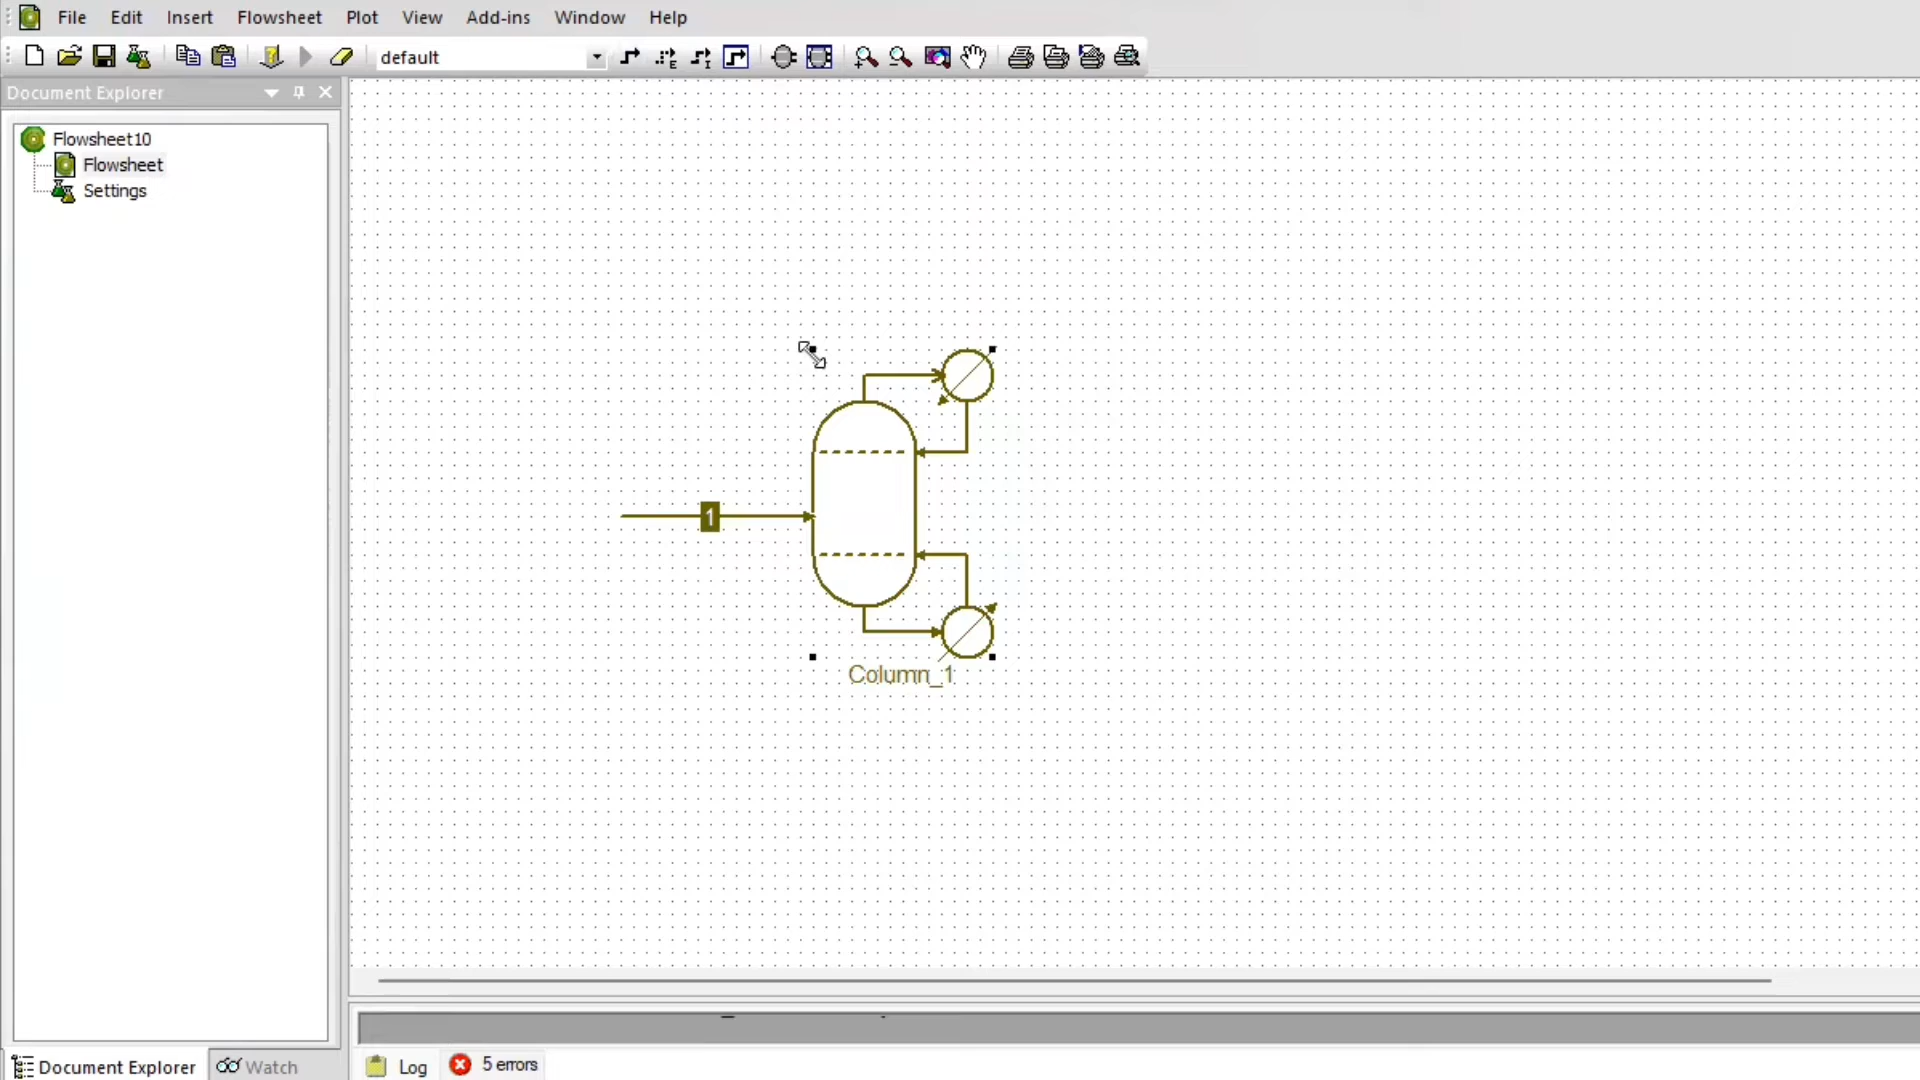 File Edit Insert Flowsheet Plot View Add-ins Window Help
default
Document Explorer
Flowsheet10
Flowsheet
Settings
1
Column_1
Document Explorer Watch
Log 5 errors